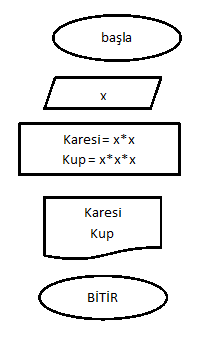 başla
x
Karesi = x*x
Kup = x*x*x
Karesi
Kup
BİTİR